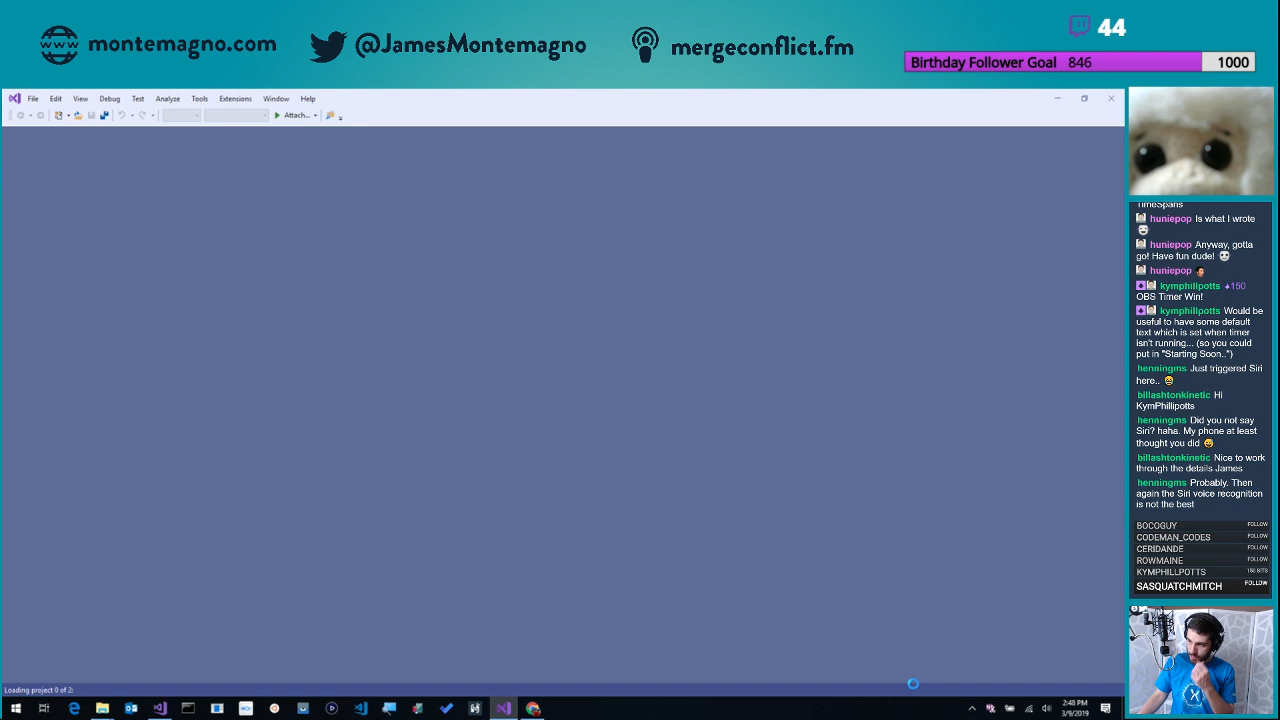 montemagno.com
@JamesMontemagno
mergeconflict.fm
44
Birthday Follower Goal 846 1000
File Edit View Debug Test Analyze Tools Extensions Window Help
Attach...
TimeSpans
huniepop Is what I wrote
huniepop Anyway, gotta
go! Have fun dude!
huniepop
kymphillpotts 150
OBS Timer Win!
kymphillpotts Would be
useful to have some default
text which is set when timer
isn't running... (so you could
put in "Starting Soon..")
henningms Just triggered Siri
here..
billashtonkinetic Hi
KymPhillipotts
henningms Did you not say
Siri? haha. My phone at least
thought you did
billashtonkinetic Nice to work
through the details James
henningms Probably. Then
again the Siri voice recognition
is not the best
BOCOGUY FOLLOW
CODEMAN_CODES FOLLOW
CERIDANDE FOLLOW
ROWMAINE FOLLOW
KYMPHILLPOTTS 150 BITS
SASQUATCHMITCH FOLLOW
Loading project 0 of 2:
2:48 PM
3/9/2019